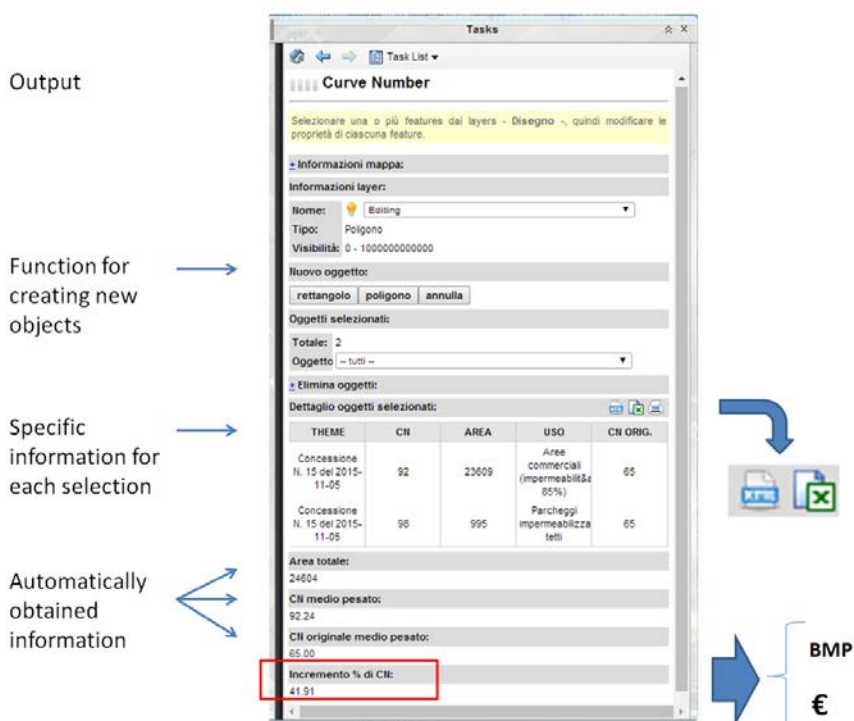 Tasks
Task List
Output
Curve Number
Selezionare una o più features dai layers - Disegno -, quindi modificare le
proprietà di ciascuna feature.
+ Informazioni mappa:
Informazioni layer:
Nome: Editing
Tipo: Poligono
Visibilità: 0 - 1000000000000
Function for
creating new
objects
Nuovo oggetto:
rettangolo poligono annulla
Oggetti selezionati:
Totale: 2
Oggetto -- tutti --
+ Elimina oggetti:
Specific
information for
each selection
Dettaglio oggetti selezionati:
THEME CN AREA USO CN ORIG.
Concessione
N. 15 del 2015-
11-05
92
23609
Aree
commerciali
(impermeabilit&a
85%)
65
Concessione
N. 15 del 2015-
11-05
98
995
Parcheggi
impermeabilizza
tetti
65
Automatically
obtained
information
Area totale:
24604
CN medio pesato:
92.24
CN originale medio pesato:
65.00
Incremento % di CN:
41.91
BMP
€